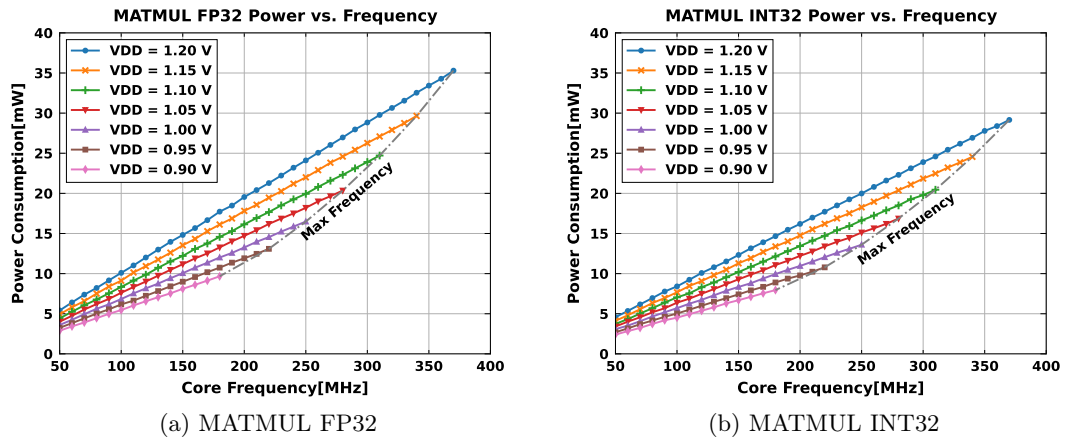 MATMUL FP32 Power vs. Frequency
40
35
30
25
20
15
10
5
0
Power Consumption[mW]
VDD = 1.20 V
VDD = 1.15 V
VDD = 1.10 V
VDD = 1.05 V
VDD = 1.00 V
VDD = 0.95 V
VDD = 0.90 V
Max Frequency
50 100 150 200 250 300 350 400
Core Frequency[MHz]
(a) MATMUL FP32
MATMUL INT32 Power vs. Frequency
40
35
30
25
20
15
10
5
0
Power Consumption[mW]
VDD = 1.20 V
VDD = 1.15 V
VDD = 1.10 V
VDD = 1.05 V
VDD = 1.00 V
VDD = 0.95 V
VDD = 0.90 V
Max Frequency
50 100 150 200 250 300 350 400
Core Frequency[MHz]
(b) MATMUL INT32